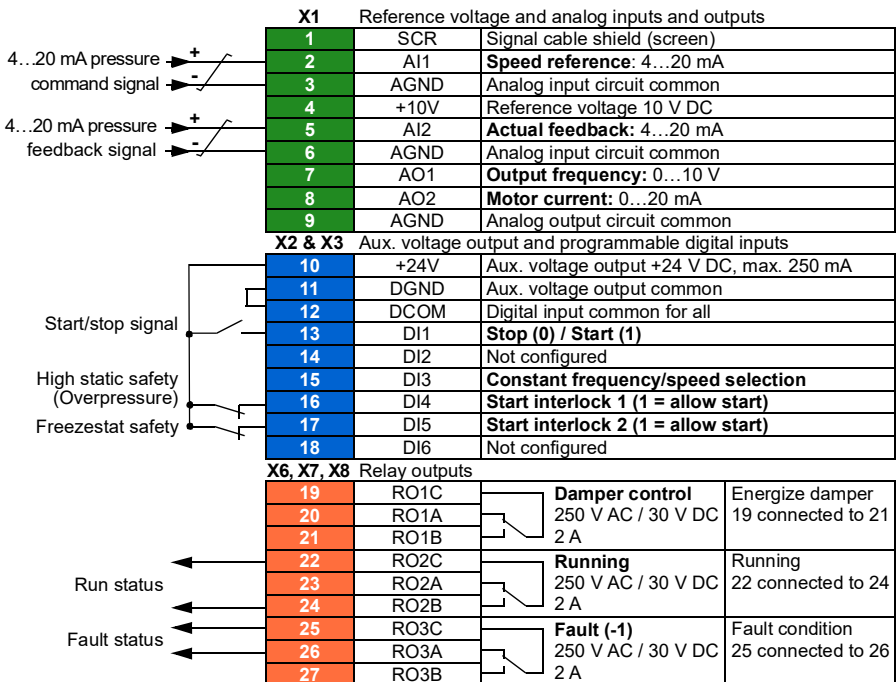 X1 Reference voltage and analog inputs and outputs
1 SCR Signal cable shield (screen)
4…20 mA pressure + 2 AI1 Speed reference: 4…20 mA
command signal - 3 AGND Analog input circuit common
4 +10V Reference voltage 10 V DC
4…20 mA pressure + 5 AI2 Actual feedback: 4…20 mA
feedback signal - 6 AGND Analog input circuit common
7 AO1 Output frequency: 0…10 V
8 AO2 Motor current: 0…20 mA
9 AGND Analog output circuit common
X2 & X3 Aux. voltage output and programmable digital inputs
10 +24V Aux. voltage output +24 V DC, max. 250 mA
11 DGND Aux. voltage output common
12 DCOM Digital input common for all
Start/stop signal 13 DI1 Stop (0) / Start (1)
14 DI2 Not configured
High static safety 15 DI3 Constant frequency/speed selection
(Overpressure) 16 DI4 Start interlock 1 (1 = allow start)
Freezestat safety 17 DI5 Start interlock 2 (1 = allow start)
18 DI6 Not configured
X6, X7, X8 Relay outputs
19 RO1C Damper control Energize damper
20 RO1A 250 V AC / 30 V DC 19 connected to 21
21 RO1B 2 A
22 RO2C Running Running
Run status 23 RO2A 250 V AC / 30 V DC 22 connected to 24
24 RO2B 2 A
25 RO3C Fault (-1) Fault condition
Fault status 26 RO3A 250 V AC / 30 V DC 25 connected to 26
27 RO3B 2 A